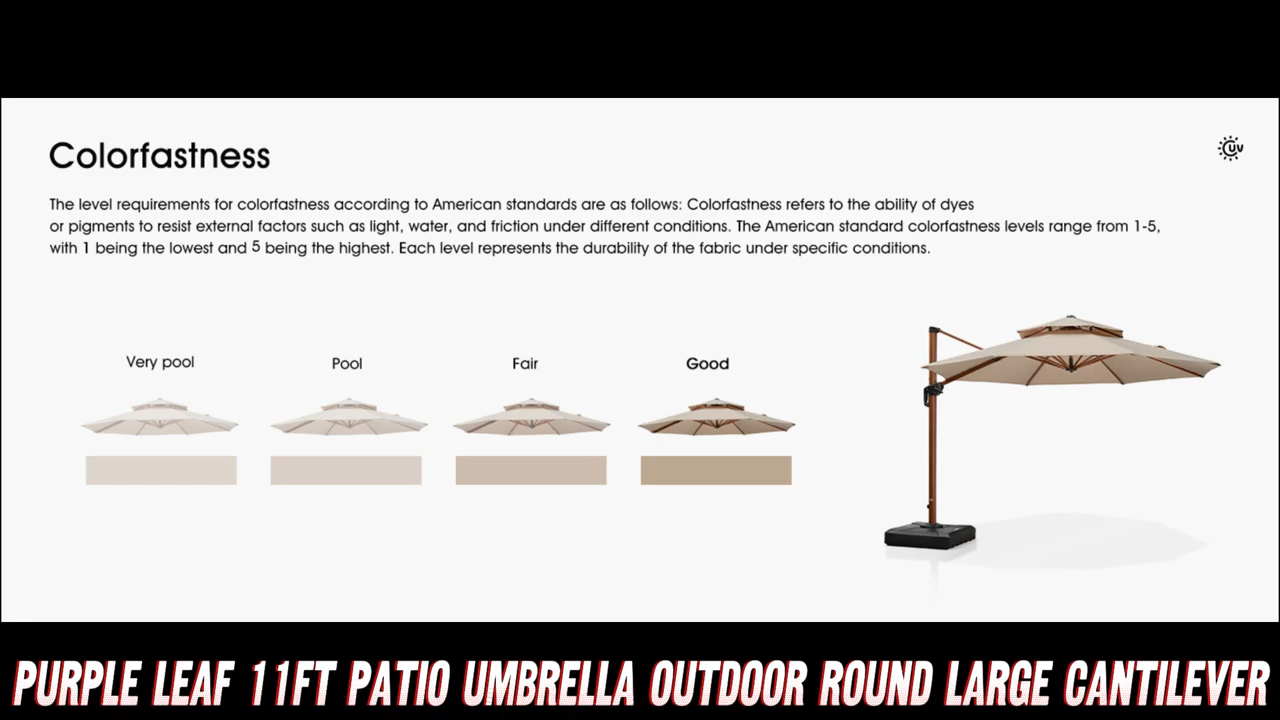 Colorfastness
UV
The level requirements for colorfastness according to American standards are as follows: Colorfastness refers to the ability of dyes
or pigments to resist external factors such as light, water, and friction under different conditions. The American standard colorfastness levels range from 1-5,
with 1 being the lowest and 5 being the highest. Each level represents the durability of the fabric under specific conditions.
Very pool
Pool
Fair
Good
PURPLE LEAF 11FT PATIO UMBRELLA OUTDOOR ROUND LARGE CANTILEVER